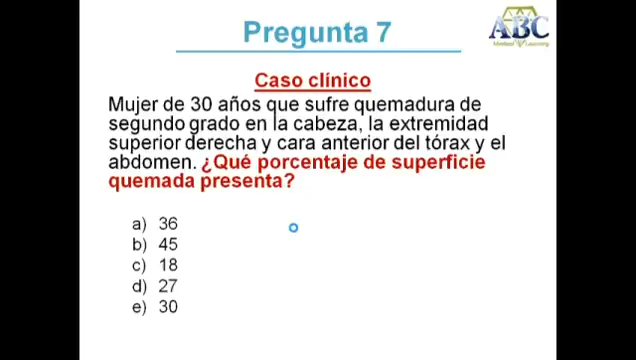 Pregunta 7
ABC
Medical Learning
Caso clínico
Mujer de 30 años que sufre quemadura de
segundo grado en la cabeza, la extremidad
superior derecha y cara anterior del tórax y el
abdomen. ¿Qué porcentaje de superficie
quemada presenta?
a) 36
b) 45
c) 18
d) 27
e) 30